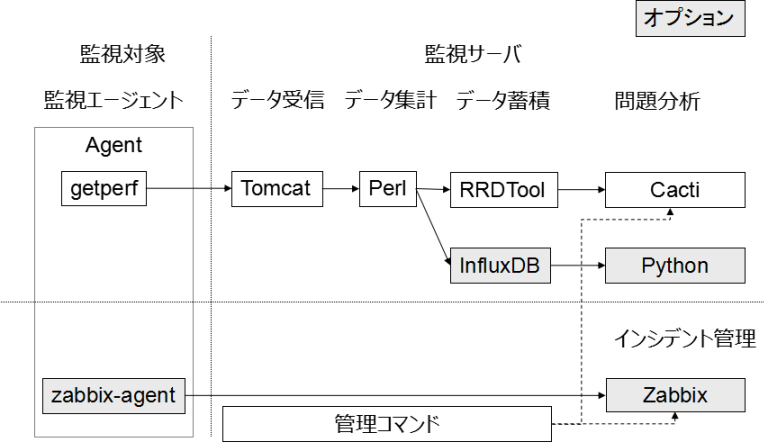 オプション
監視対象
監視サーバ
監視エージェント
データ受信
データ集計
データ蓄積
問題分析
Agent
getperf
Tomcat
Perl
RRDTool
Cacti
InfluxDB
Python
インシデント管理
zabbix-agent
Zabbix
管理コマンド